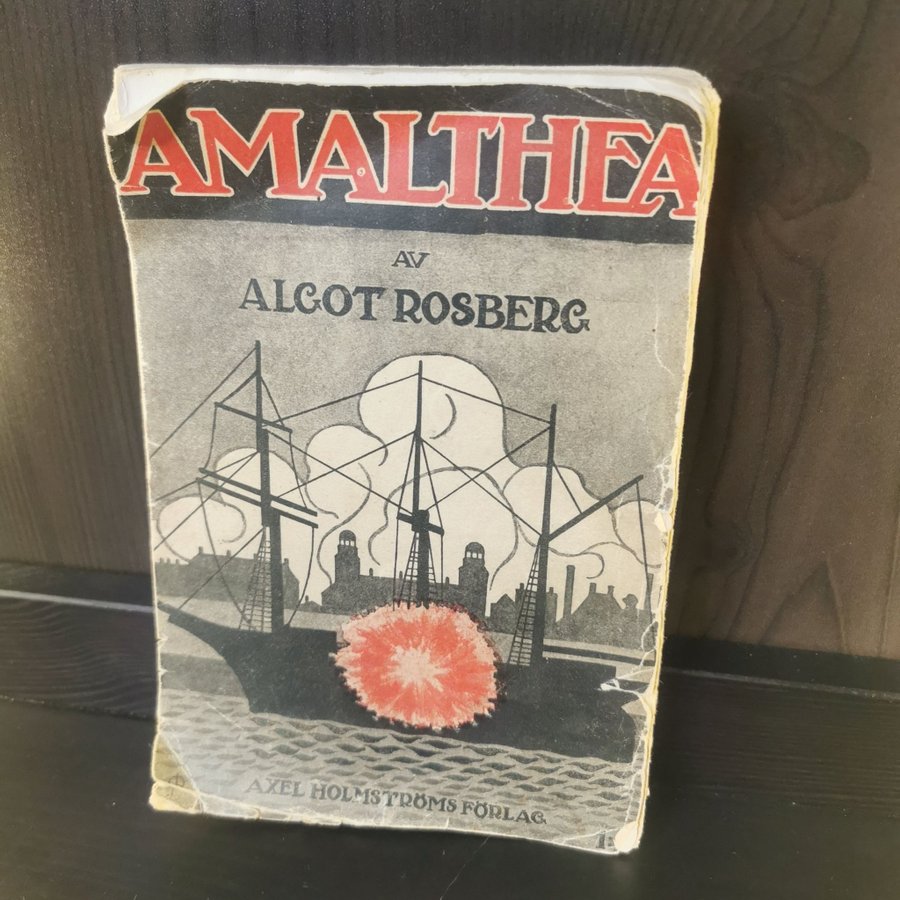 AMALTHEA
AV
ALGOT ROSBERG
AXEL HOLMSTRÖMS FÖRLAG